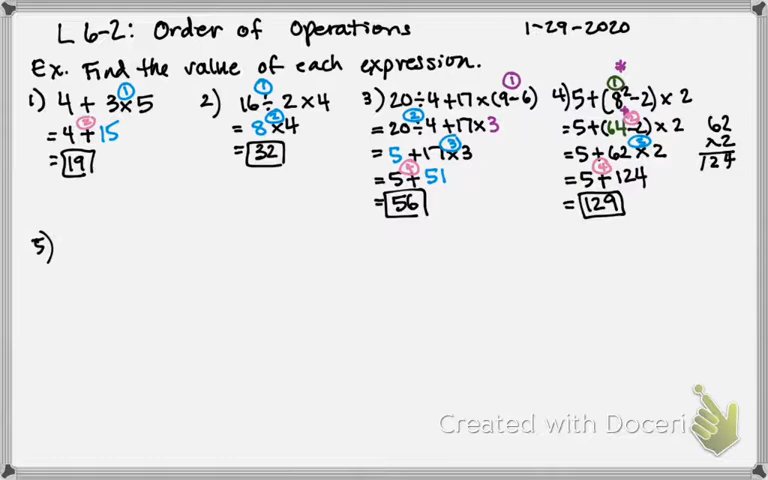 L 6-2: Order of Operations 1-29-2020
Ex. Find the value of each expression.
1) 4 + 3×5
= 4 + 15
= 19
2) 16 ÷ 2 × 4
= 8 × 4
= 32
3) 20 ÷ 4 + 17 × (9-6)
= 20 ÷ 4 + 17 × 3
= 5 + 17 × 3
= 5 + 51
= 56
4) 5 + (8² - 2) × 2
= 5 + (64 - 2) × 2
= 5 + 62 × 2
= 5 + 124
= 129
62
× 2
124
5)
Created with Doceri